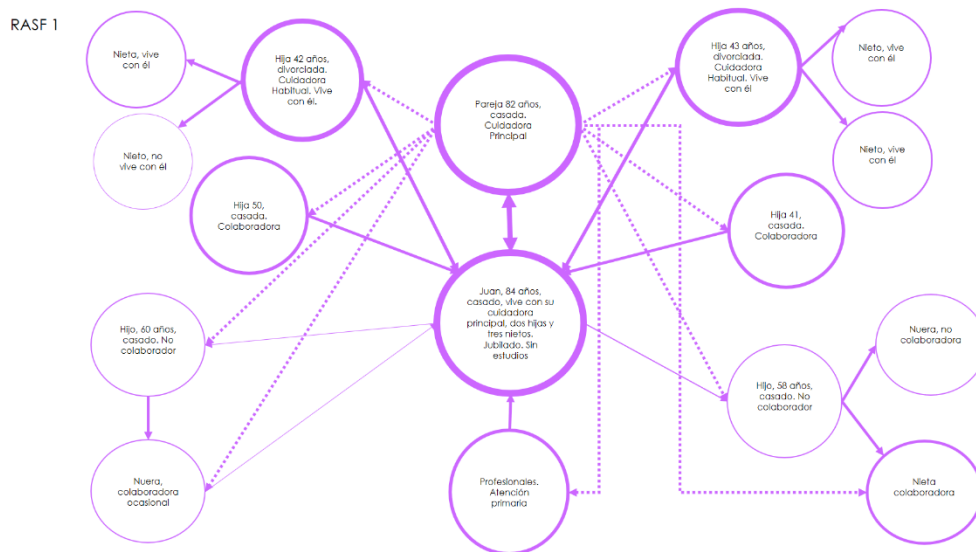 RASF 1
Nieta, vive
con él
Hija 42 años,
divorciada.
Cuidadora
Habitual. Vive
con él.
Pareja 82 años,
casada.
Cuidadora
Principal
Hija 43 años,
divorciada.
Cuidadora
Habitual. Vive
con él
Nieto, vive
con él
Nieto, no
vive con él
Nieto, vive
con él
Hija 50,
casada.
Colaboradora
Hija 41,
casada.
Colaboradora
Juan, 84 años,
casado, vive con su
cuidadora
principal, dos hijas y
tres nietos.
Jubilado. Sin
estudios
Hijo, 60 años,
casado. No
colaborador
Nuera, no
colaboradora
Hijo, 58 años,
casado. No
colaborador
Nuera,
colaboradora
ocasional
Profesionales.
Atención
primaria
Nieta
colaboradora